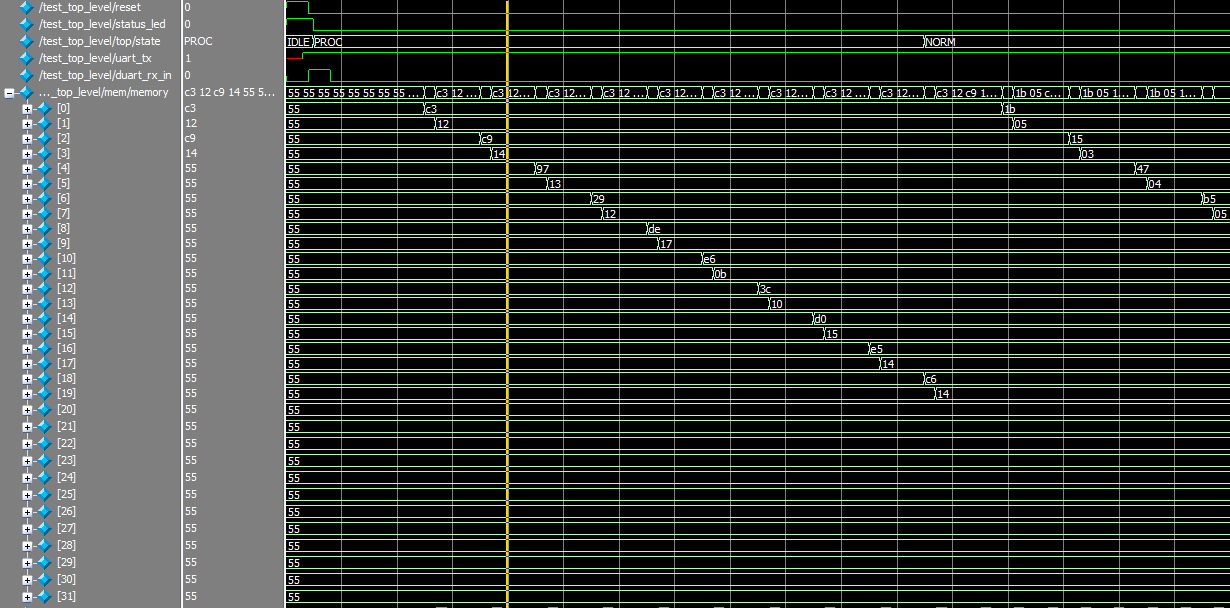 /test_top_level/reset 0
/test_top_level/status_led 0
/test_top_level/top/state PROC IDLE PROC NORM
/test_top_level/uart_tx 1
/test_top_level/duart_rx_in 0
..._top_level/mem/memory c3 12 c9 14 55 5... 55 55 55 55 55 55 55 ... c3 12 ... c3 12... c3 12... c3 12... c3 12... c3 12... c3 12... c3 12... c3 12... c3 12 c9 1... 1b 05 c... 1b 05 1... 1b 05 1...
[0] c3 55 c3 1b
[1] 12 55 12 05
[2] c9 55 c9 15
[3] 14 55 14 03
[4] 55 55 97 47
[5] 55 55 13 04
[6] 55 55 29 b5
[7] 55 55 12 05
[8] 55 55 de
[9] 55 55 17
[10] 55 55 e6
[11] 55 55 0b
[12] 55 55 3c
[13] 55 55 10
[14] 55 55 d0
[15] 55 55 15
[16] 55 55 e5
[17] 55 55 14
[18] 55 55 c6
[19] 55 55 14
[20] 55 55
[21] 55 55
[22] 55 55
[23] 55 55
[24] 55 55
[25] 55 55
[26] 55 55
[27] 55 55
[28] 55 55
[29] 55 55
[30] 55 55
[31] 55 55